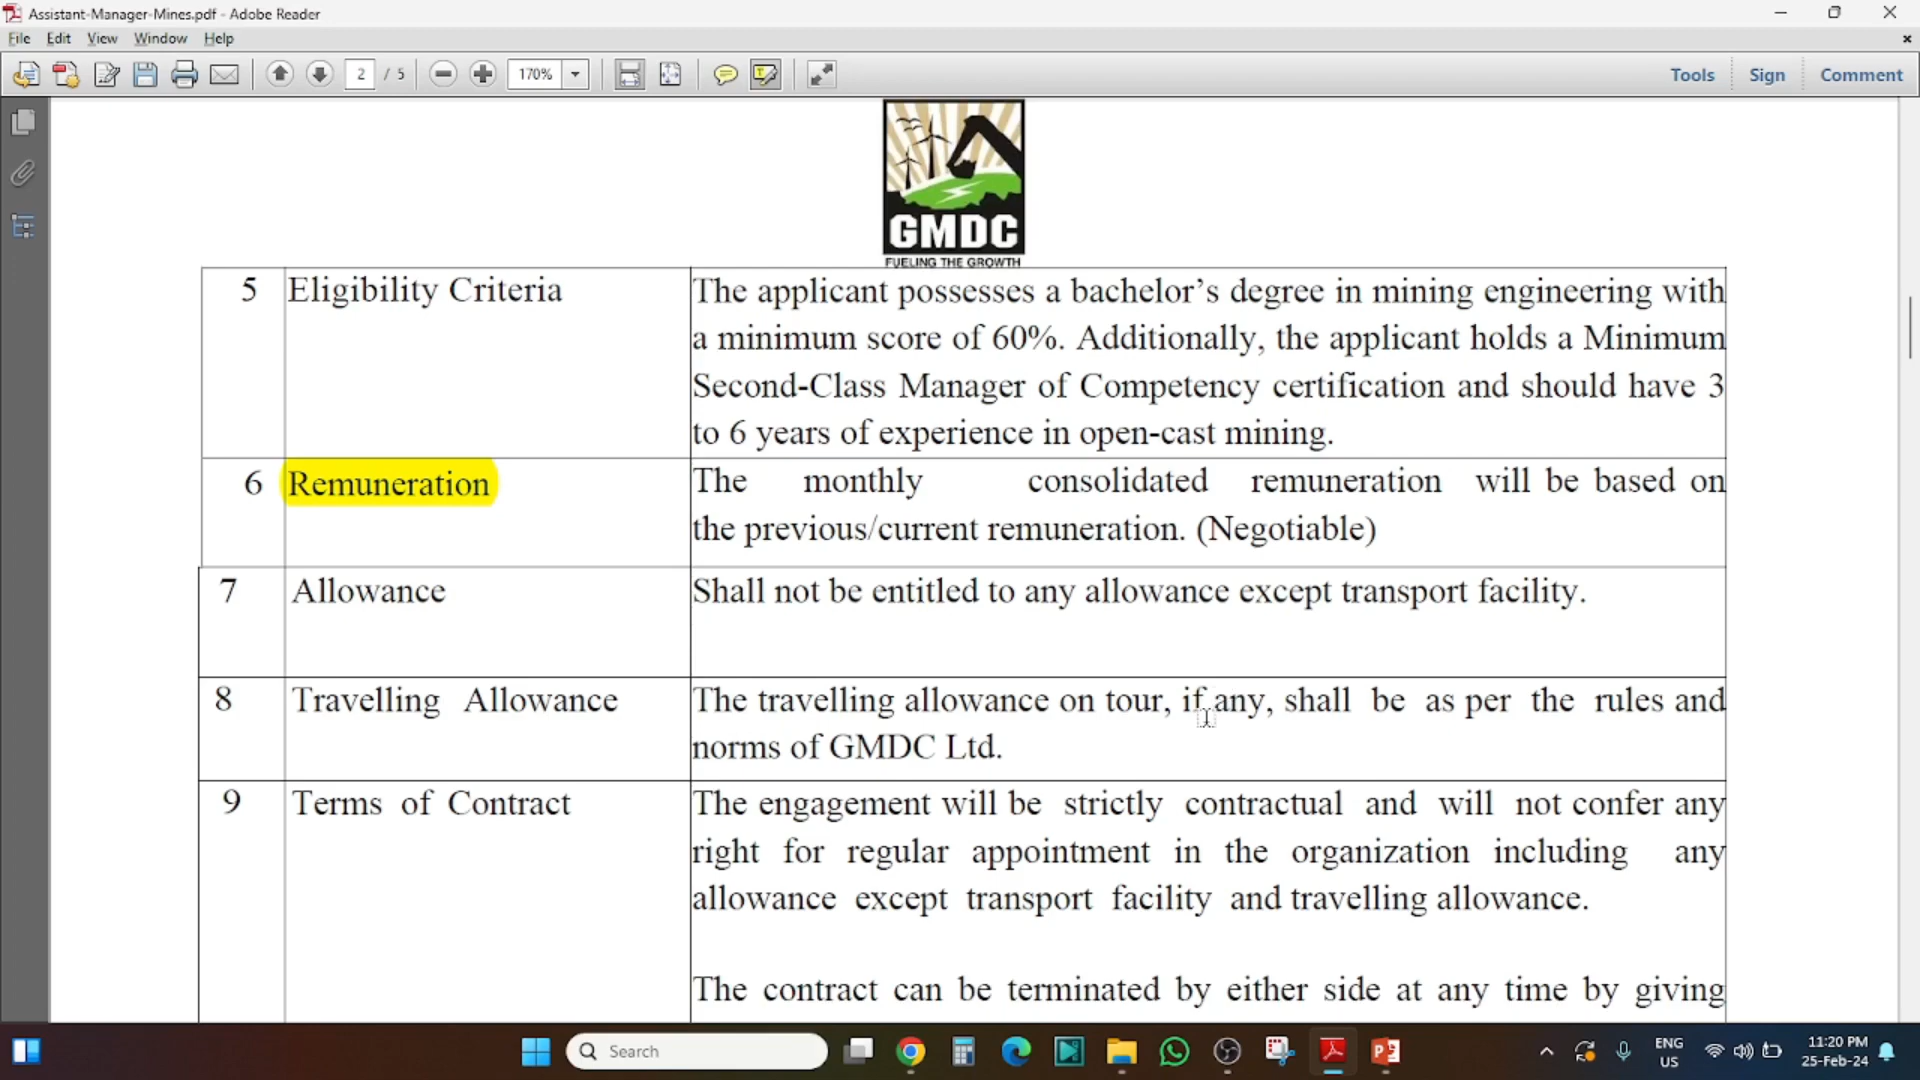 Assistant-Manager-Mines.pdf - Adobe Reader
File Edit View Window Help
2 / 5 170% Tools Sign Comment
GMDC
FUELING THE GROWTH
5 Eligibility Criteria The applicant possesses a bachelor’s degree in mining engineering with
a minimum score of 60%. Additionally, the applicant holds a Minimum
Second-Class Manager of Competency certification and should have 3
to 6 years of experience in open-cast mining.
6 Remuneration The monthly consolidated remuneration will be based on
the previous/current remuneration. (Negotiable)
7 Allowance Shall not be entitled to any allowance except transport facility.
8 Travelling Allowance The travelling allowance on tour, if any, shall be as per the rules and
norms of GMDC Ltd.
9 Terms of Contract The engagement will be strictly contractual and will not confer any
right for regular appointment in the organization including any
allowance except transport facility and travelling allowance.
The contract can be terminated by either side at any time by giving
Search ENG 11:20 PM
US 25-Feb-24